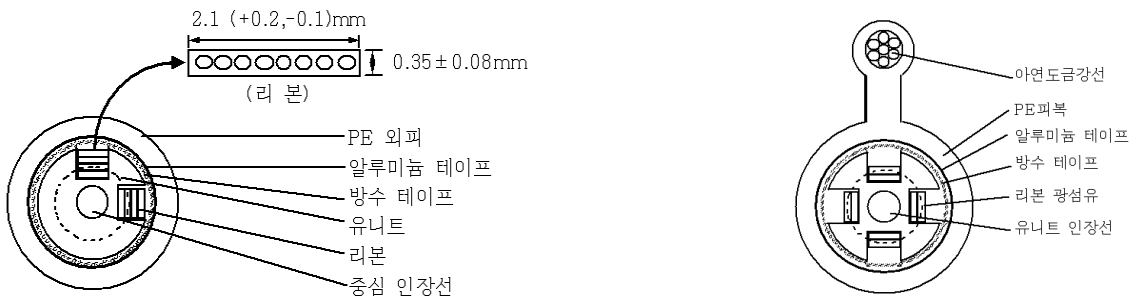 2.1 (+0.2,-0.1)mm
0.35±0.08mm
(리 본)
PE 외피
알루미늄 테이프
방수 테이프
유니트
리본
중심 인장선
아연도금강선
PE피복
알루미늄 테이프
방수 테이프
리본 광섬유
유니트 인장선